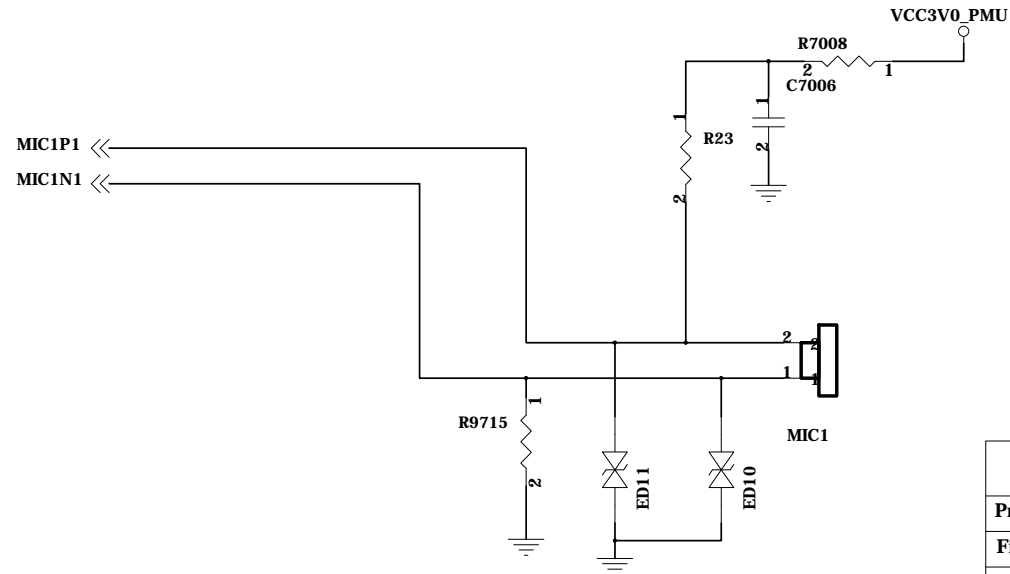 VCC3V0_PMU
R7008
2 1
C7006
1
2
1
R23
2
MIC1P1
MIC1N1
2 2
1 1
MIC1
R9715
1
2
ED11
ED10